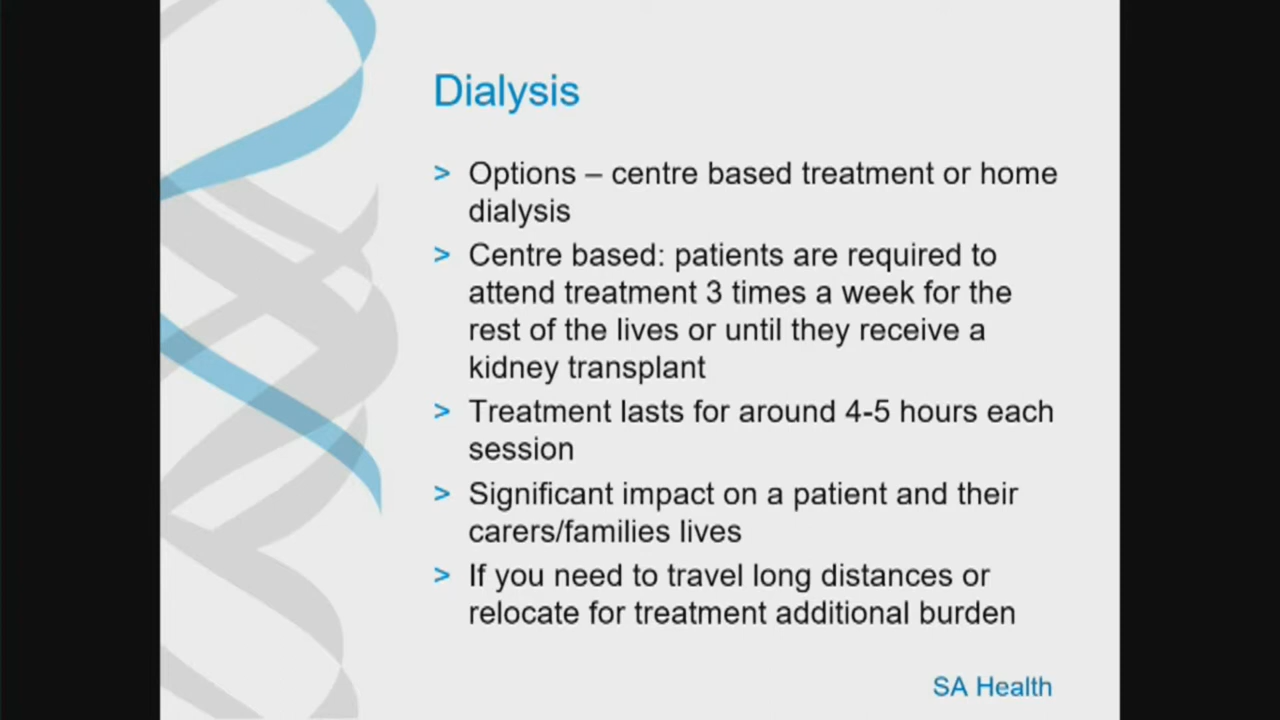 Dialysis
> Options – centre based treatment or home
dialysis
> Centre based: patients are required to
attend treatment 3 times a week for the
rest of the lives or until they receive a
kidney transplant
> Treatment lasts for around 4-5 hours each
session
> Significant impact on a patient and their
carers/families lives
> If you need to travel long distances or
relocate for treatment additional burden
SA Health